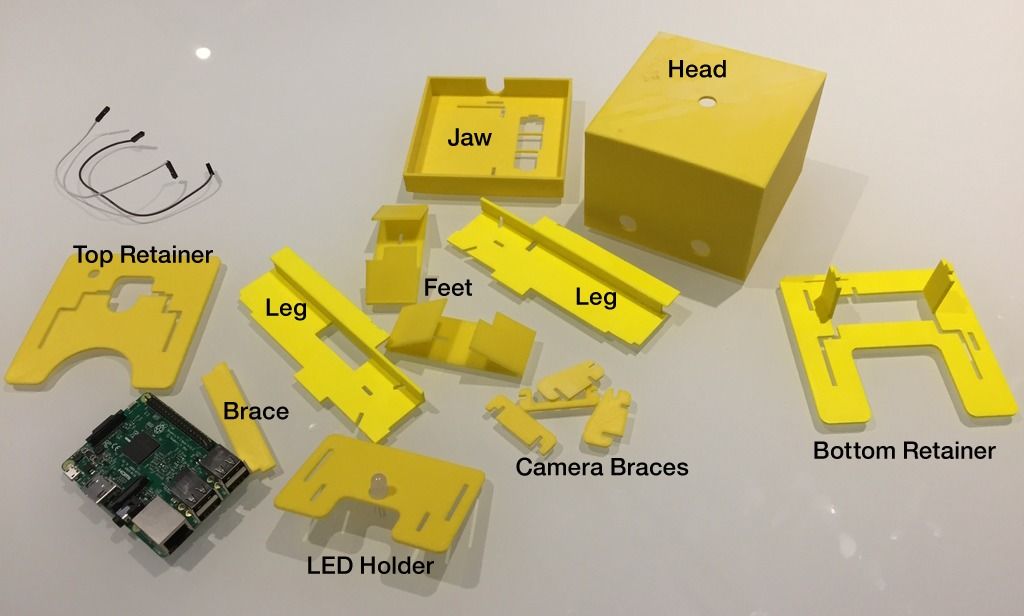 Head
Jaw
Top Retainer
Leg
Feet
Leg
Brace
Camera Braces
Bottom Retainer
LED Holder